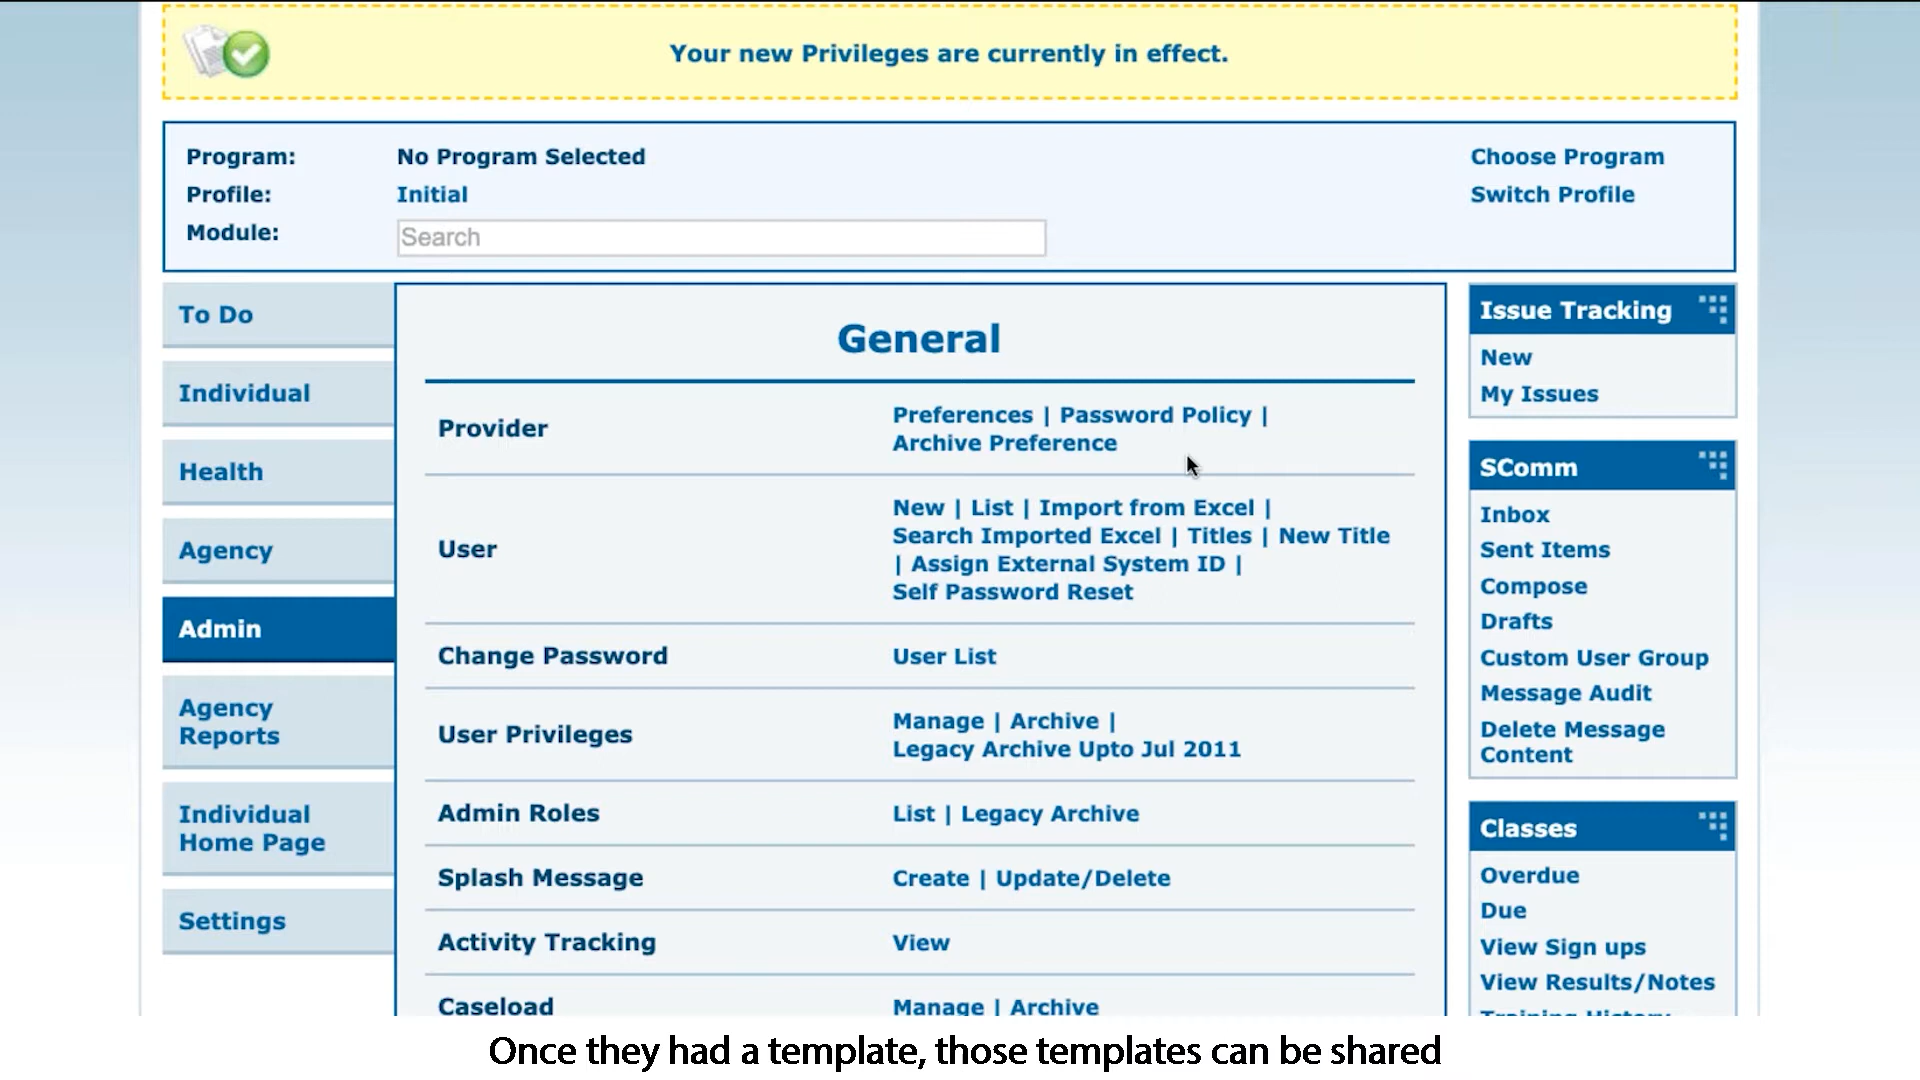 Your new Privileges are currently in effect.
Program: No Program Selected Choose Program
Profile: Initial Switch Profile
Module: Search
To Do
Individual
Health
Agency
Admin
Agency
Reports
Individual
Home Page
Settings
General
Provider
Preferences | Password Policy |
Archive Preference
User
New | List | Import from Excel |
Search Imported Excel | Titles | New Title
| Assign External System ID |
Self Password Reset
Change Password User List
User Privileges
Manage | Archive |
Legacy Archive Upto Jul 2011
Admin Roles List | Legacy Archive
Splash Message Create | Update/Delete
Activity Tracking View
Caseload Manage | Archive
Issue Tracking
New
My Issues
SComm
Inbox
Sent Items
Compose
Drafts
Custom User Group
Message Audit
Delete Message
Content
Classes
Overdue
Due
View Sign ups
View Results/Notes
Training History
Once they had a template, those templates can be shared